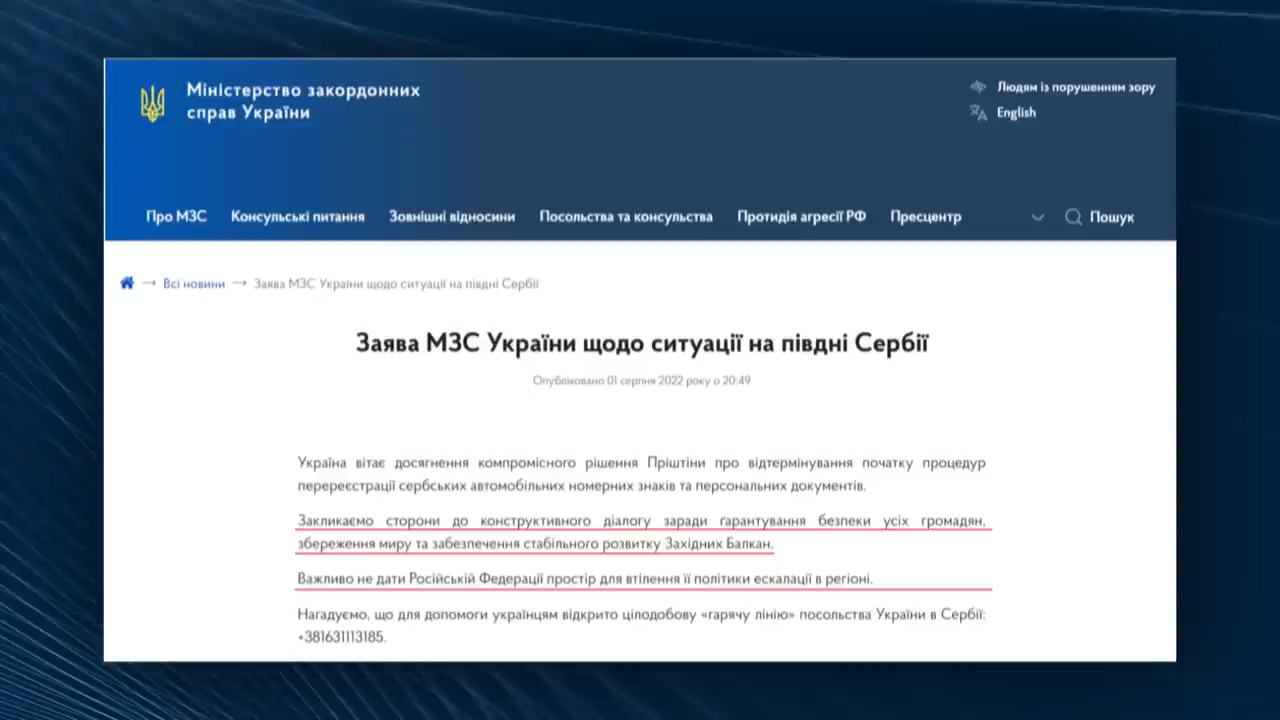 Міністерство закордонних
справ України
Людям із порушенням зору
English
Про МЗС Консульські питання Зовнішні відносини Посольства та консульства Протидія агресії РФ Пресцентр Пошук
Всі новини → Заява МЗС України щодо ситуації на півдні Сербії
Заява МЗС України щодо ситуації на півдні Сербії
Опубліковано 01 серпня 2022 року о 20:49
Україна вітає досягнення компромісного рішення Пріштіни про відтермінування початку процедур
перереєстрації сербських автомобільних номерних знаків та персональних документів.
Закликаємо сторони до конструктивного діалогу заради ґарантування безпеки усіх громадян,
збереження миру та забезпечення стабільного розвитку Західних Балкан.
Важливо не дати Російській Федерації простір для втілення її політики ескалації в регіоні.
Нагадуємо, що для допомоги українцям відкрито цілодобову «гарячу лінію» посольства України в Сербії:
+381631113185.